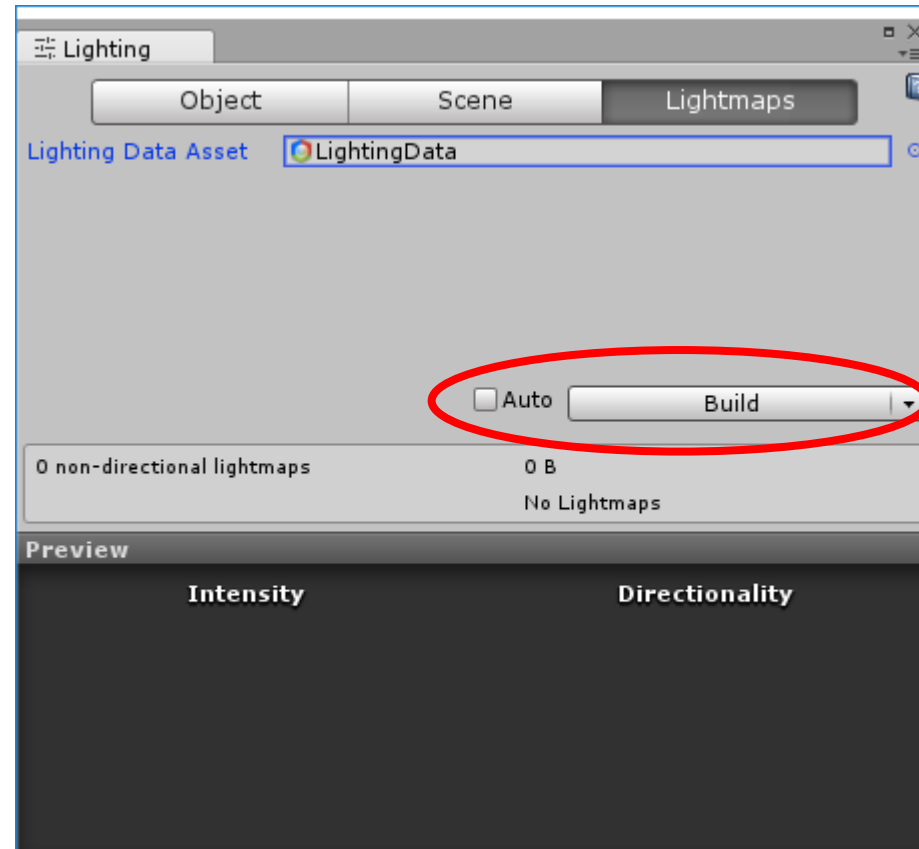 Lighting
Object Scene Lightmaps
Lighting Data Asset LightingData
Auto Build
0 non-directional lightmaps 0 B
No Lightmaps
Preview
Intensity Directionality